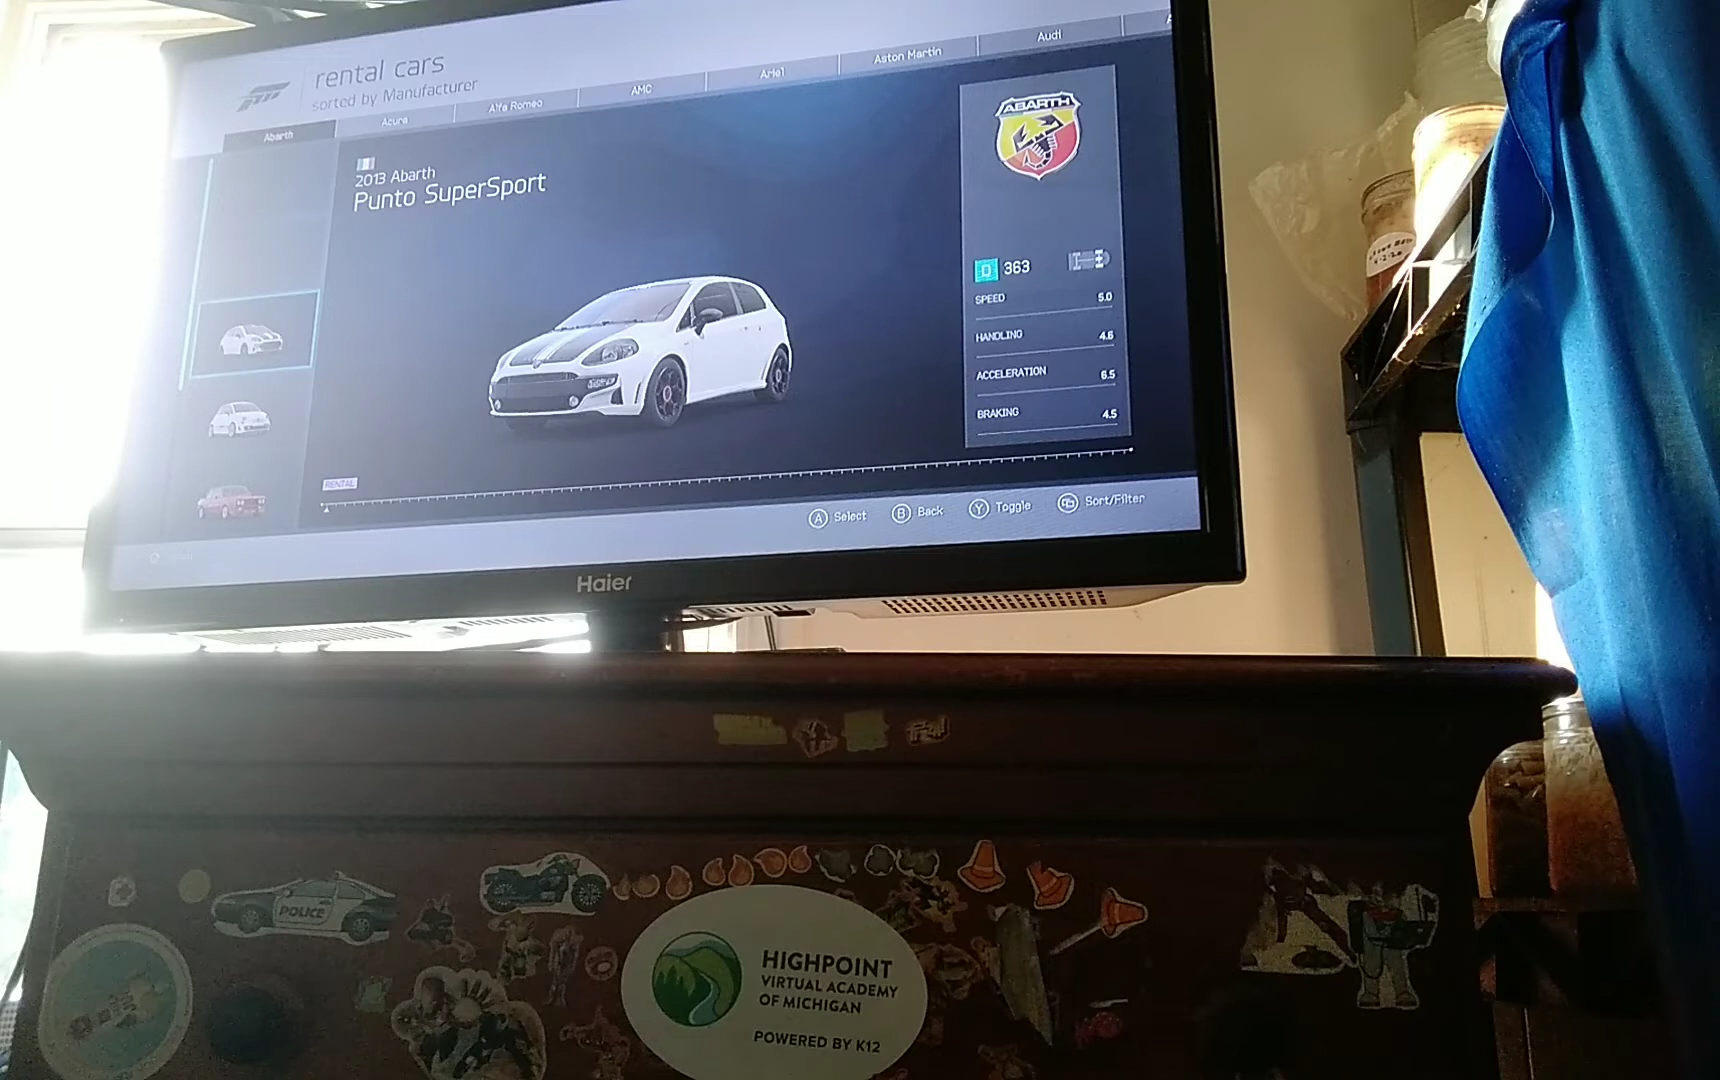 rental cars
sorted by Manufacturer
Abarth
Acura
Alfa Romeo
AMC
Ariel
Aston Martin
Audi
2013 Abarth
Punto SuperSport
ABARTH
D 363
SPEED 5.0
HANDLING 4.6
ACCELERATION 6.5
BRAKING 4.5
RENTAL
A Select
B Back
Y Toggle
Sort/Filter
Haier
POLICE
HIGHPOINT
VIRTUAL ACADEMY
OF MICHIGAN
POWERED BY K12